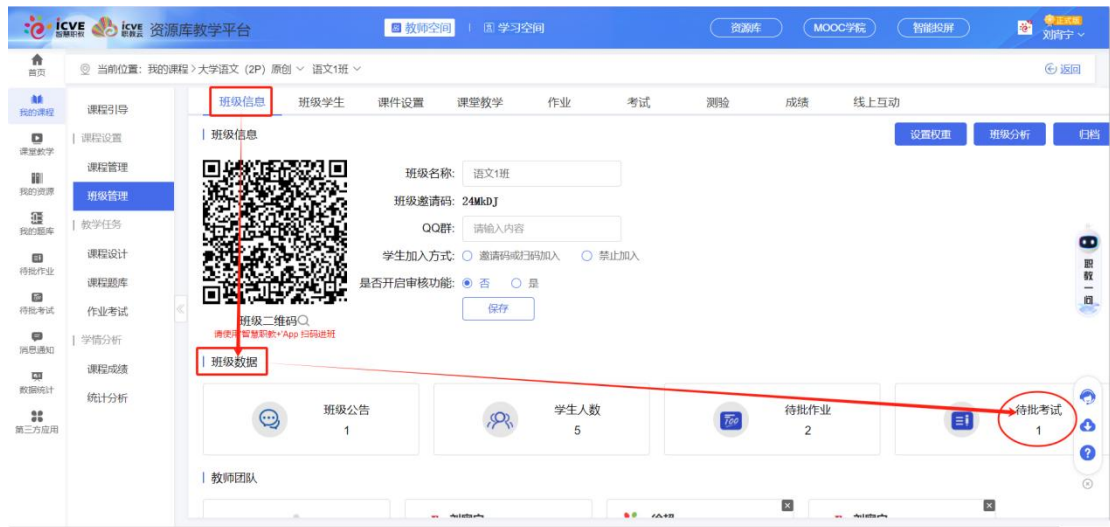 icve 智慧职教 icve 职教云 资源库教学平台 教师空间 学习空间 资源库 MOOC学院 智能投屏 正式版 刘宵宁
首页 当前位置: 我的课程 > 大学语文 (2P) 原创 语文1班 返回
我的课程
课堂教学
我的资源
我的题库
待批作业
待批考试
消息通知
数据统计
第三方应用
课程引导
课程设置
课程管理
班级管理
教学任务
课程设计
课程题库
作业考试
学情分析
课程成绩
统计分析
班级信息 班级学生 课件设置 课堂教学 作业 考试 测验 成绩 线上互动
班级信息 设置权重 班级分析 归档
班级名称: 语文1班
班级邀请码: 24MkDJ
QQ群: 请输入内容
学生加入方式: 邀请码或扫码加入 禁止加入
是否开启审核功能: 否 是
保存
班级二维码
请使用'智慧职教+'App 扫码进班
班级数据
班级公告 学生人数 待批作业 待批考试
1 5 2 1
教师团队
职教一问